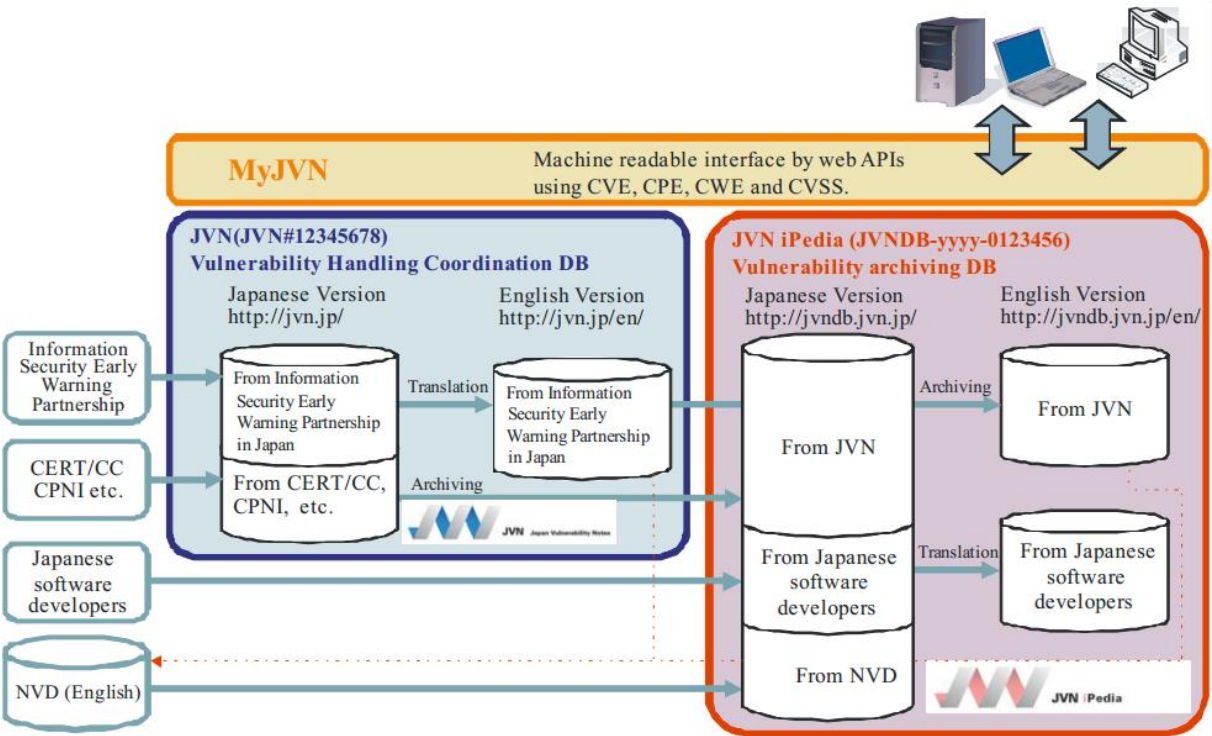 MyJVN
Machine readable interface by web APIs
using CVE, CPE, CWE and CVSS.
JVN(JVN#12345678)
Vulnerability Handling Coordination DB
Japanese Version
http://jvn.jp/
English Version
http://jvn.jp/en/
JVN iPedia (JVNDB-yyyy-0123456)
Vulnerability archiving DB
Japanese Version
http://jvndb.jvn.jp/
English Version
http://jvndb.jvn.jp/en/
Information
Security Early
Warning
Partnership
CERT/CC
CPNI etc.
Japanese
software
developers
NVD (English)
From Information
Security Early
Warning Partnership
in Japan
From CERT/CC,
CPNI, etc.
Translation
Archiving
From Information
Security Early
Warning Partnership
in Japan
JVN Japan Vulnerability Notes
From JVN
From Japanese
software
developers
From NVD
Archiving
Translation
From JVN
From Japanese
software
developers
JVN iPedia